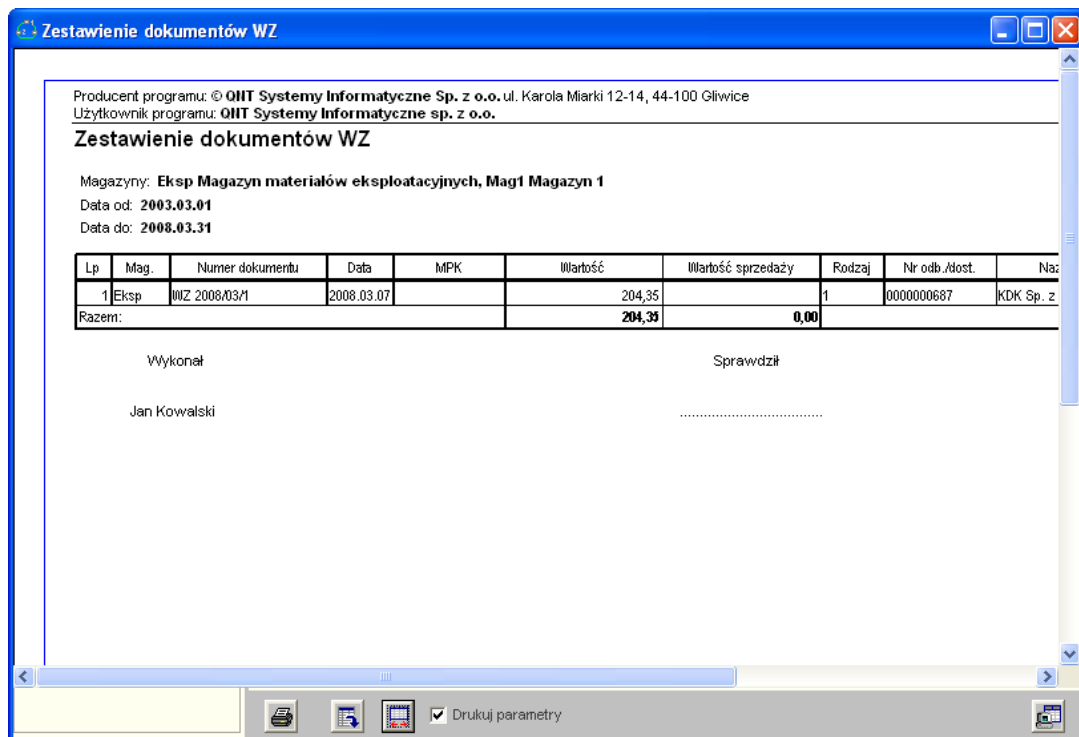 Zestawienie dokumentów WZ
Producent programu: © QNT Systemy Informatyczne Sp. z o.o. ul. Karola Miarki 12-14, 44-100 Gliwice
Użytkownik programu: QNT Systemy Informatyczne sp. z o.o.
Zestawienie dokumentów WZ
Magazyny: Eksp Magazyn materiałów eksploatacyjnych, Mag1 Magazyn 1
Data od: 2003.03.01
Data do: 2008.03.31
Lp Mag. Numer dokumentu Data MPK Wartość Wartość sprzedaży Rodzaj Nr odb./dost. Naz
1 Eksp WZ 2008/03/1 2008.03.07 204,35 1 0000000687 KDK Sp. z
Razem: 204,35 0,00
Wykonał Sprawdził
Jan Kowalski ....................................
Drukuj parametry